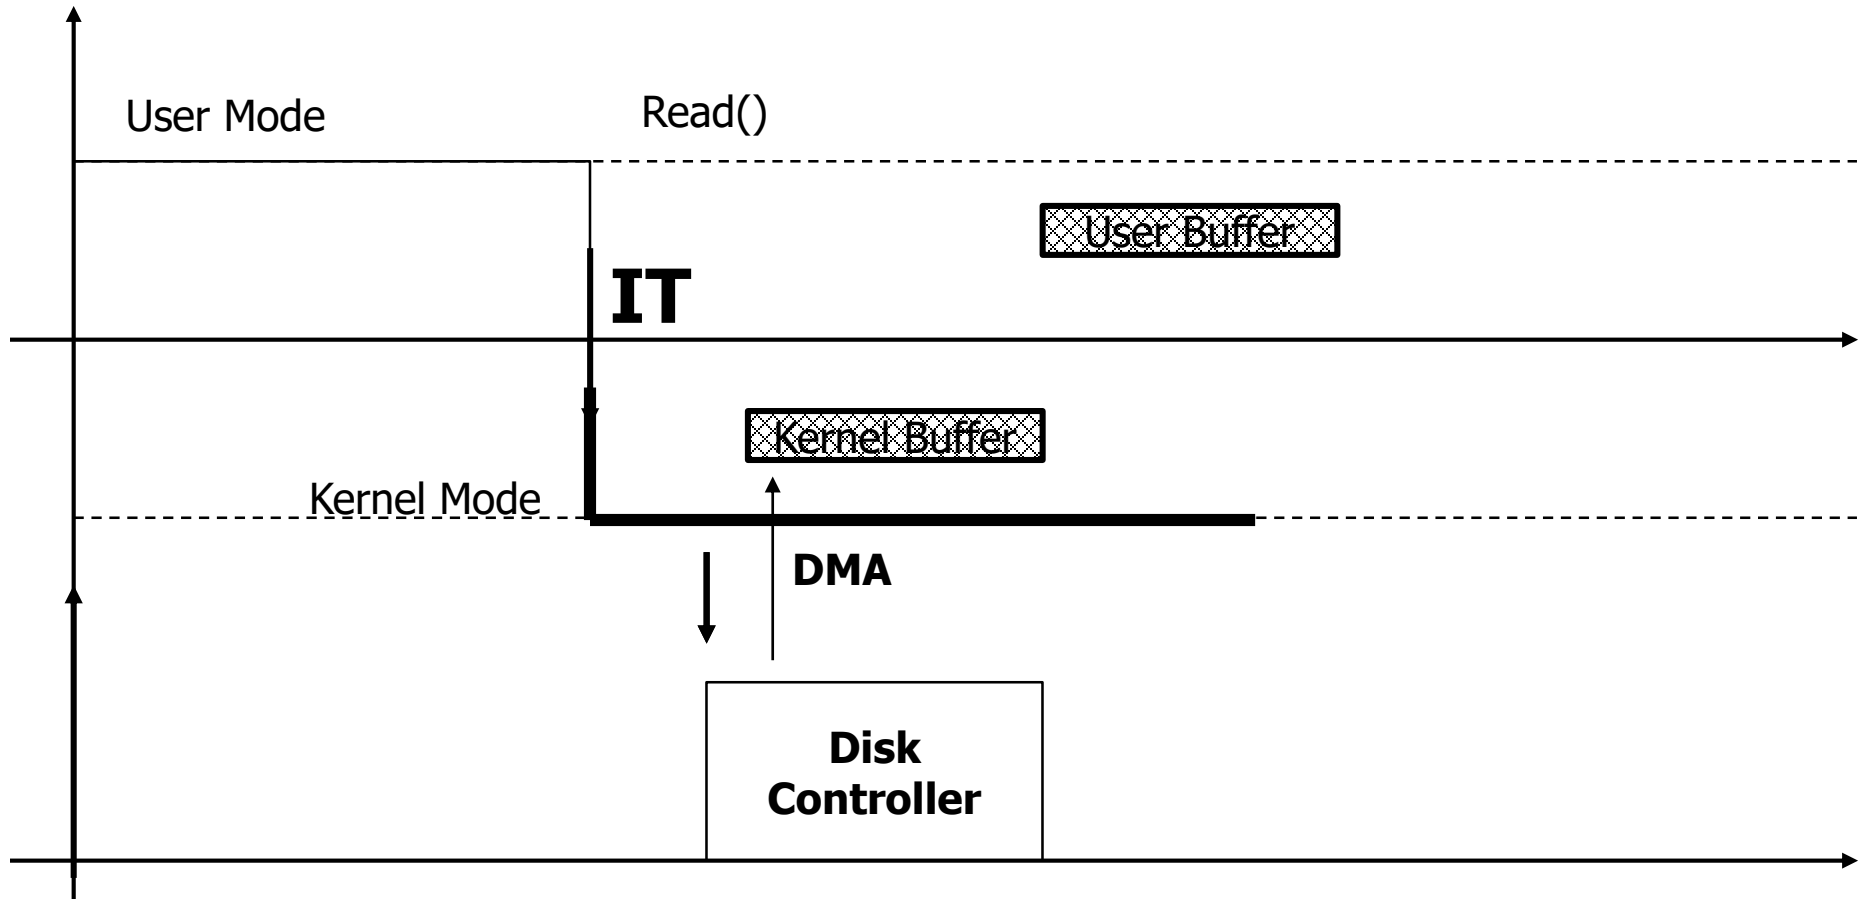 User Mode
Read()
User Buffer
IT
Kernel Buffer
Kernel Mode
DMA
Disk
Controller